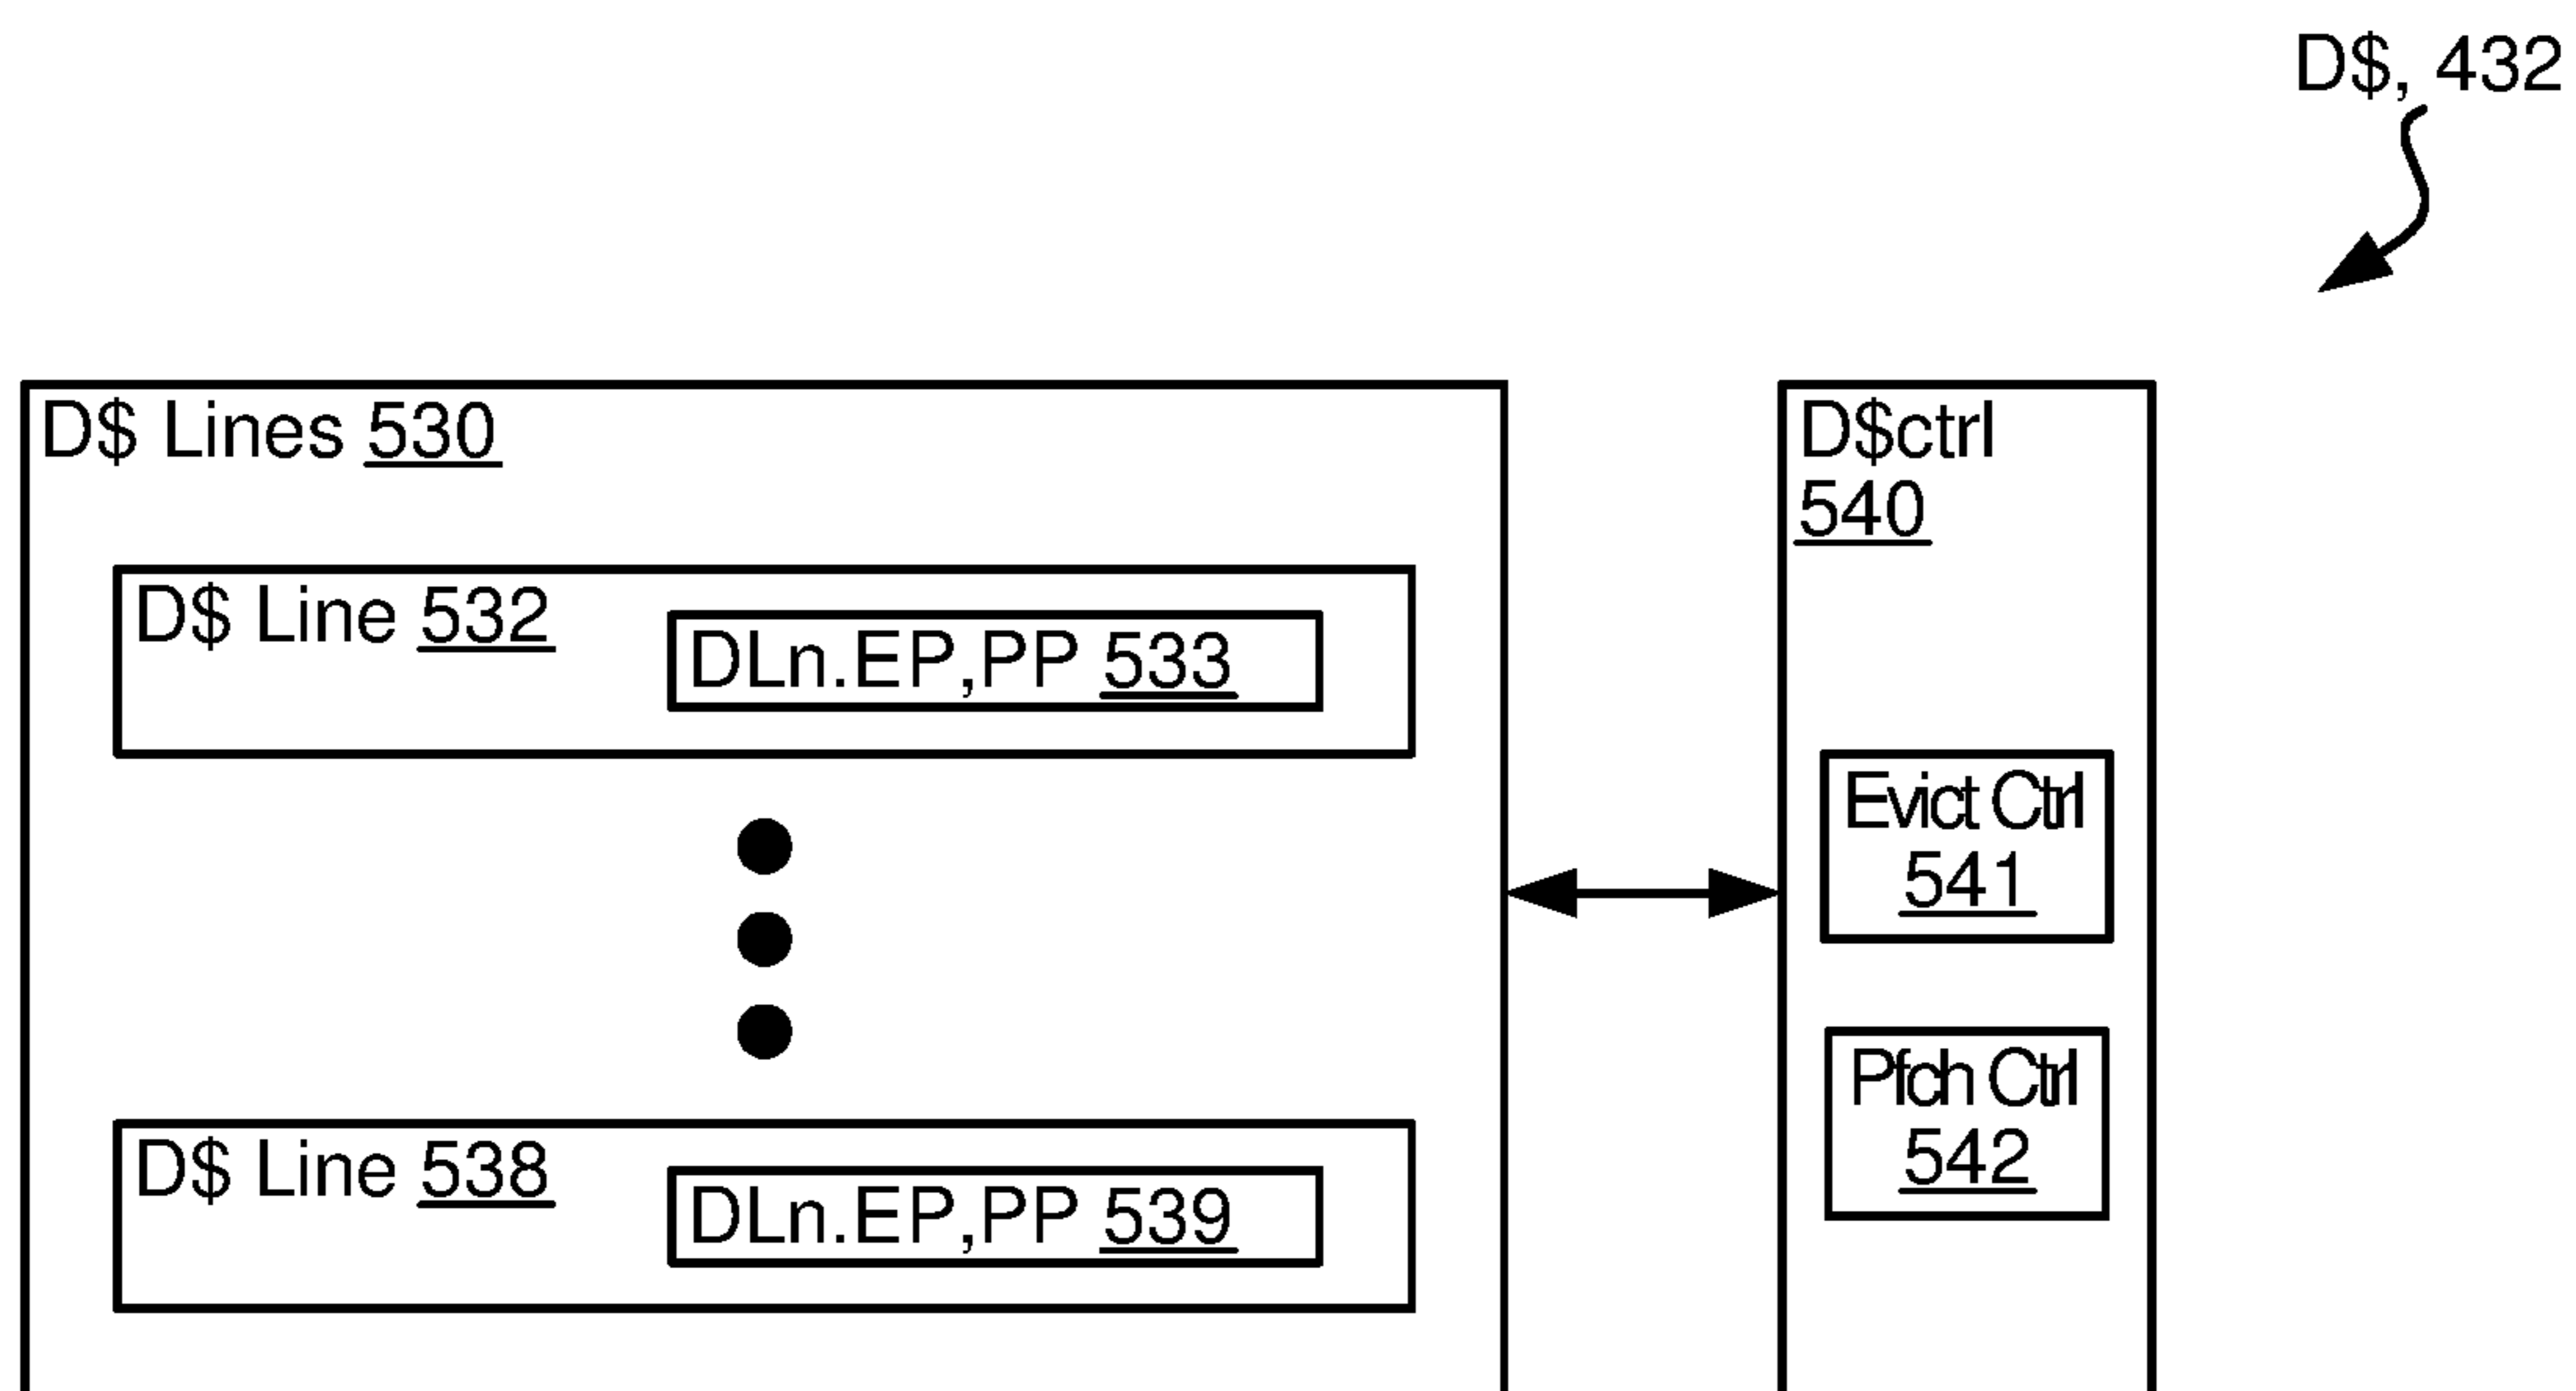 D$, 432
D$ Lines 530
D$ Line 532
DLn.EP,PP 533
D$ Line 538
DLn.EP,PP 539
D$ctrl
540
Evict Ctrl
541
Pfch Ctrl
542